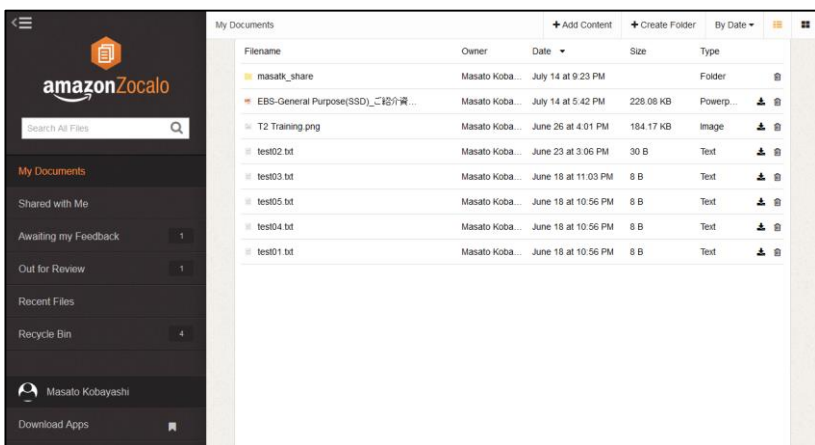 amazonZocalo
Search All Files
My Documents
Shared with Me
Awaiting my Feedback 1
Out for Review 1
Recent Files
Recycle Bin 4
Masato Kobayashi
Download Apps
My Documents + Add Content + Create Folder By Date
Filename Owner Date Size Type
masatk_share Masato Koba... July 14 at 9:23 PM Folder
EBS-General Purpose(SSD)_ご紹介資... Masato Koba... July 14 at 5:42 PM 228.08 KB Powerp...
T2 Training.png Masato Koba... June 26 at 4:01 PM 184.17 KB Image
test02.txt Masato Koba... June 23 at 3:06 PM 30 B Text
test03.txt Masato Koba... June 18 at 11:03 PM 8 B Text
test05.txt Masato Koba... June 18 at 10:56 PM 8 B Text
test04.txt Masato Koba... June 18 at 10:56 PM 8 B Text
test01.txt Masato Koba... June 18 at 10:56 PM 8 B Text